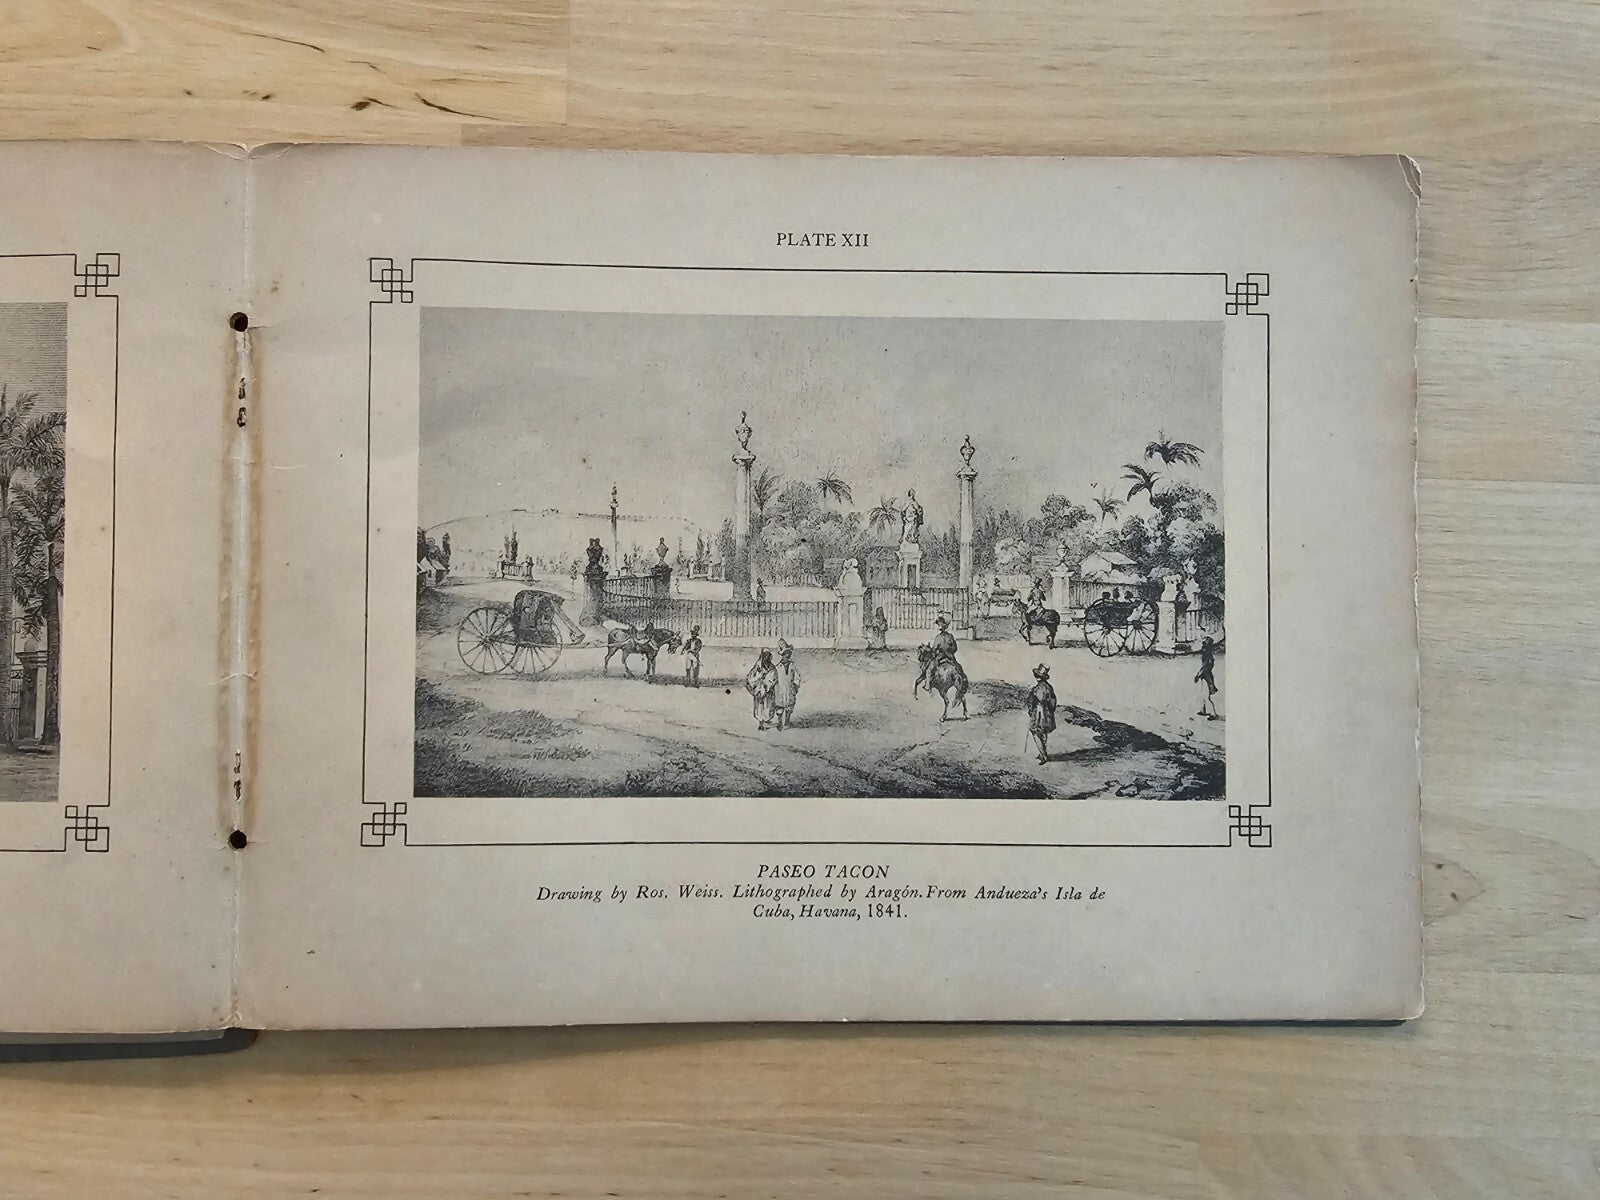 PLATE XII
PASEO TACON
Drawing by Ros. Weiss. Lithographed by Aragón. From Andueza's Isla de
Cuba, Havana, 1841.